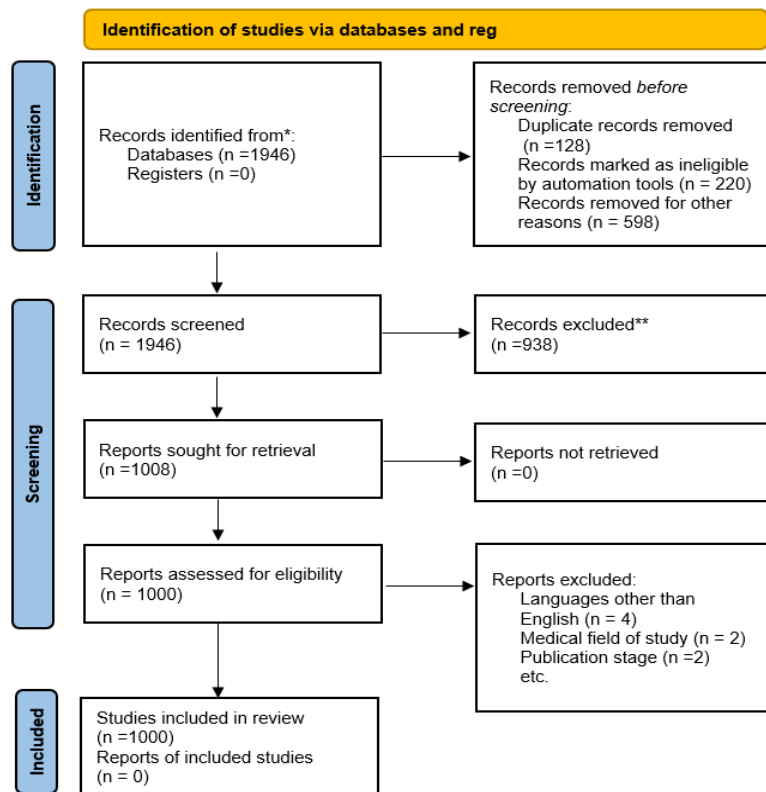 Identification of studies via databases and reg
Identification
Records identified from*:
Databases (n =1946)
Registers (n =0)
Records removed before
screening:
Duplicate records removed
(n =128)
Records marked as ineligible
by automation tools (n = 220)
Records removed for other
reasons (n = 598)
Screening
Records screened
(n = 1946)
Records excluded**
(n =938)
Reports sought for retrieval
(n =1008)
Reports not retrieved
(n =0)
Reports assessed for eligibility
(n = 1000)
Reports excluded:
Languages other than
English (n = 4)
Medical field of study (n = 2)
Publication stage (n =2)
etc.
Included
Studies included in review
(n =1000)
Reports of included studies
(n = 0)